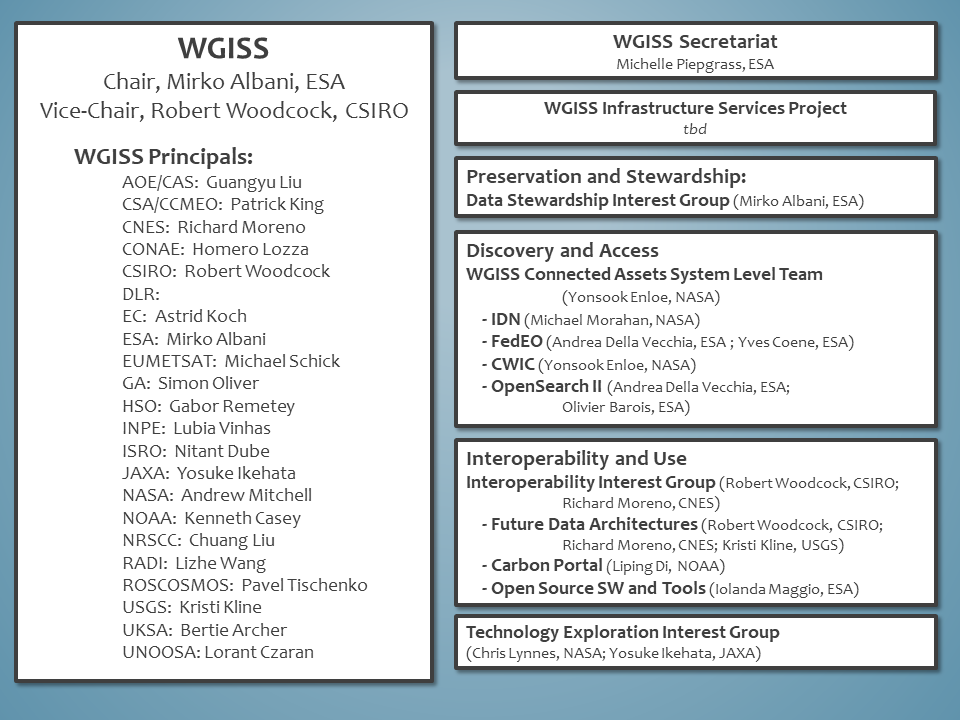 WGISS
Chair, Mirko Albani, ESA
Vice-Chair, Robert Woodcock, CSIRO
WGISS Principals:
AOE/CAS: Guangyu Liu
CSA/CCMEO: Patrick King
CNES: Richard Moreno
CONAE: Homero Lozza
CSIRO: Robert Woodcock
DLR:
EC: Astrid Koch
ESA: Mirko Albani
EUMETSAT: Michael Schick
GA: Simon Oliver
HSO: Gabor Remetey
INPE: Lubia Vinhas
ISRO: Nitant Dube
JAXA: Yosuke Ikehata
NASA: Andrew Mitchell
NOAA: Kenneth Casey
NRSCC: Chuang Liu
RADI: Lizhe Wang
ROSCOSMOS: Pavel Tischenko
USGS: Kristi Kline
UKSA: Bertie Archer
UNOOSA: Lorant Czaran
WGISS Secretariat
Michelle Piepgrass, ESA
WGISS Infrastructure Services Project
tbd
Preservation and Stewardship:
Data Stewardship Interest Group (Mirko Albani, ESA)
Discovery and Access
WGISS Connected Assets System Level Team
(Yonsook Enloe, NASA)
- IDN (Michael Morahan, NASA)
- FedEO (Andrea Della Vecchia, ESA ; Yves Coene, ESA)
- CWIC (Yonsook Enloe, NASA)
- OpenSearch II (Andrea Della Vecchia, ESA;
Olivier Barois, ESA)
Interoperability and Use
Interoperability Interest Group (Robert Woodcock, CSIRO;
Richard Moreno, CNES)
- Future Data Architectures (Robert Woodcock, CSIRO;
Richard Moreno, CNES; Kristi Kline, USGS)
- Carbon Portal (Liping Di, NOAA)
- Open Source SW and Tools (Iolanda Maggio, ESA)
Technology Exploration Interest Group
(Chris Lynnes, NASA; Yosuke Ikehata, JAXA)